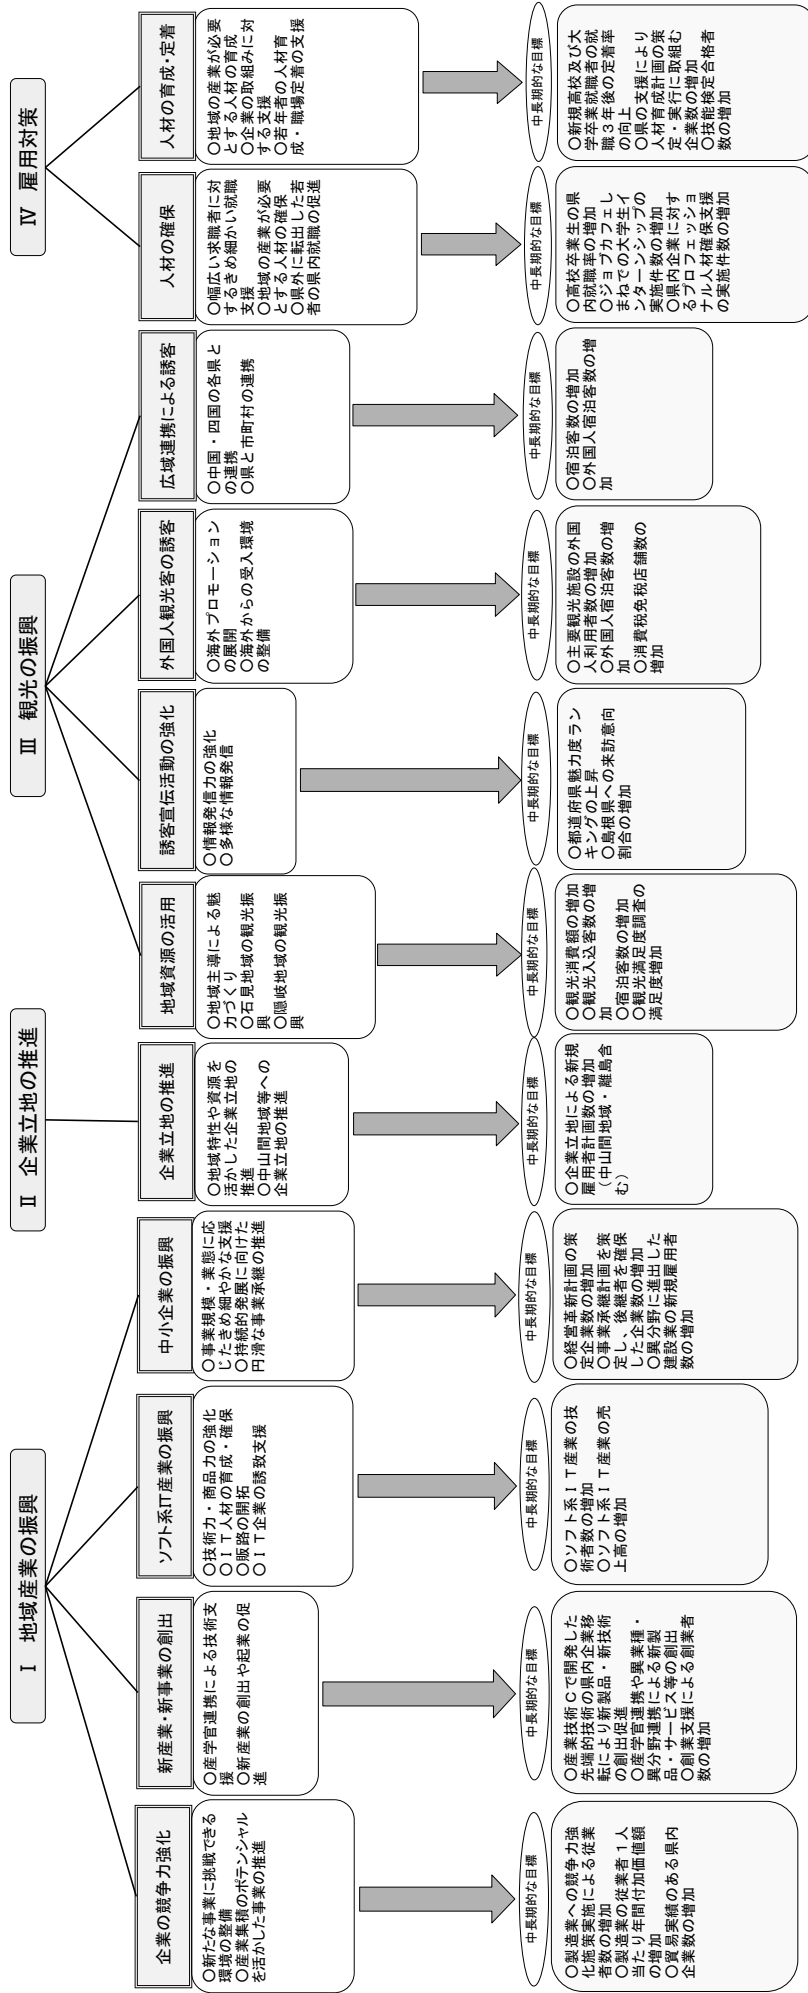 Ⅰ 地域産業の振興
企業の競争力強化
○新たな事業に挑戦できる
環境の整備
○産業集積のポテンシャル
を活かした事業の推進
中長期的な目標
○製造業への競争力強
化施策実施による従業
者数の増加
○製造業の従業者1人
当たり年間付加価値額
の増加
○貿易実績のある県内
企業数の増加
新産業・新事業の創出
○産学官連携による技術支
援
○新産業の創出や起業の促
進
中長期的な目標
○産業技術Cで開発した
先端的技術の県内企業移
転により新製品・新技術
の創出促進
○産学官連携や異業種・
異分野連携による新製
品・サービス等の創出
○創業支援による創業者
数の増加
ソフト系IT産業の振興
○技術力・商品力の強化
○IT人材の育成・確保
○販路の開拓
○IT企業の誘致支援
中長期的な目標
○ソフト系IT産業の技
術者数の増加
○ソフト系IT産業の売
上高の増加
中小企業の振興
○事業規模・業態に応
じたきめ細やかな支援
○持続的発展に向けた
円滑な事業承継の推進
中長期的な目標
○経営革新計画の策
定企業数の増加
○事業承継計画を策
定し、後継者を確保
した企業数の増加
○異分野に進出した
建設業の新規雇用者
数の増加
Ⅱ 企業立地の推進
企業立地の推進
○地域特性や資源を
活かした企業立地の
推進
○中山間地域等への
企業立地の推進
中長期的な目標
○企業立地による新規
雇用者計画数の増加
(中山間地域・離島含
む)
Ⅲ 観光の振興
地域資源の活用
○地域主導による魅
力づくり
○石見地域の観光振
興
○隠岐地域の観光振
興
中長期的な目標
○観光消費額の増加
○観光入込客数の増
加
○宿泊客数の増加
○観光満足度調査の
満足度増加
誘客宣伝活動の強化
○情報発信力の強化
○多様な情報発信
中長期的な目標
○都道府県魅力度ラン
キングの上昇
○島根県への来訪意向
割合の増加
外国人観光客の誘客
○海外プロモーション
の展開
○海外からの受入環境
の整備
中長期的な目標
○主要観光施設の外国
人利用者数の増加
○外国人宿泊客数の増
加
○消費税免税店舗数の
増加
広域連携による誘客
○中国・四国の各県と
の連携
○県と市町村の連携
中長期的な目標
○宿泊客数の増加
○外国人宿泊客数の増
加
Ⅳ 雇用対策
人材の確保
○幅広い求職者に対
するきめ細かい就職
支援
○地域の産業が必要
とする人材の確保
○県外に転出した若
者の県内就職の促進
中長期的な目標
○高校卒業生の県
内就職率の増加
○ジョブカフェし
まねでの大学生イ
ンターンシップの
実施件数の増加
○県内企業に対す
るプロフェッショ
ナル人材確保支援
の実施件数の増加
人材の育成・定着
○地域の産業が必要
とする人材の育成
○企業の取組みに対
する支援
○若年者の人材育
成・職場定着の支援
中長期的な目標
○新規高校及び大
学卒業就職者の就
職3年後の定着率
の向上
○県の支援により
人材育成計画の策
定・実行に取組む
企業数の増加
○技能検定合格者
数の増加